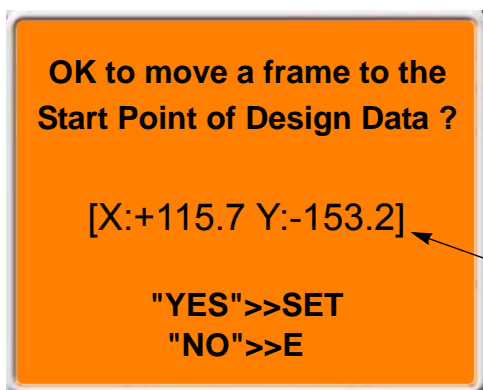 OK to move a frame to the
Start Point of Design Data ?
[X:+115.7 Y:-153.2]
"YES">>SET
"NO">>E